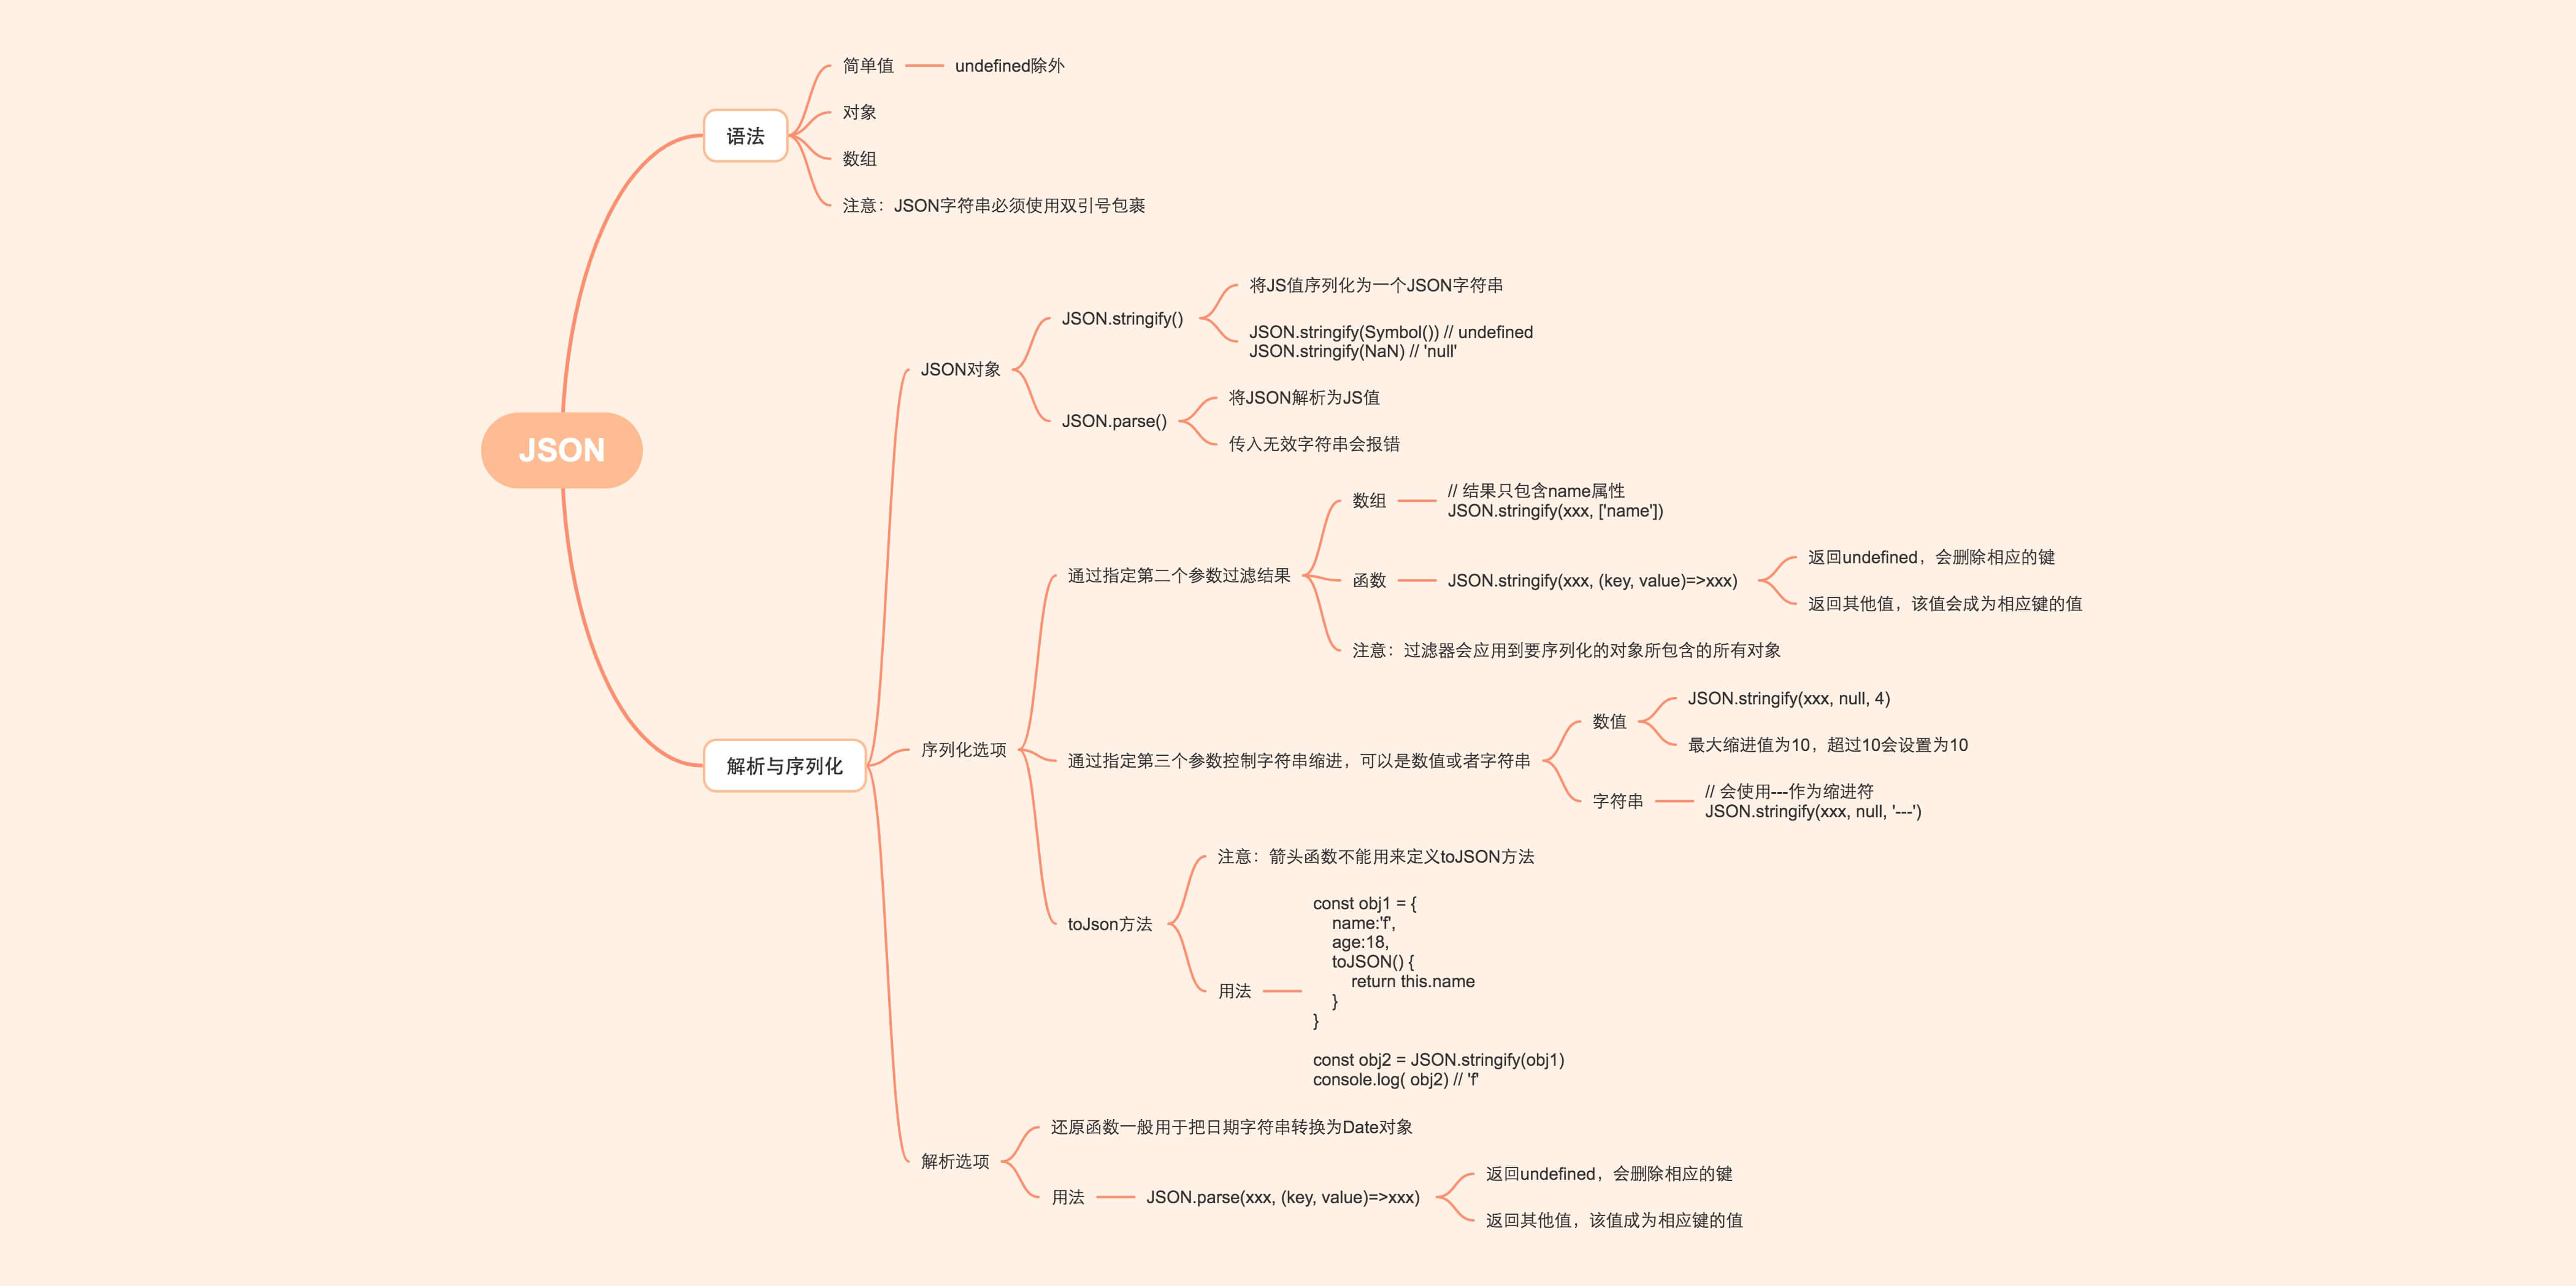 JSON
语法
简单值
undefined除外
对象
数组
注意：JSON字符串必须使用双引号包裹
解析与序列化
JSON对象
JSON.stringify()
将JS值序列化为一个JSON字符串
JSON.stringify(Symbol()) // undefined
JSON.stringify(NaN) // 'null'
JSON.parse()
将JSON解析为JS值
传入无效字符串会报错
序列化选项
通过指定第二个参数过滤结果
数组
// 结果只包含name属性
JSON.stringify(xxx, ['name'])
函数
JSON.stringify(xxx, (key, value)=>xxx)
返回undefined，会删除相应的键
返回其他值，该值会成为相应键的值
注意：过滤器会应用到要序列化的对象所包含的所有对象
通过指定第三个参数控制字符串缩进，可以是数值或者字符串
数值
JSON.stringify(xxx, null, 4)
最大缩进值为10，超过10会设置为10
字符串
// 会使用---作为缩进符
JSON.stringify(xxx, null, '---')
toJson方法
注意：箭头函数不能用来定义toJSON方法
用法
const obj1 = {
name:'f',
age:18,
toJSON() {
return this.name
}
}
const obj2 = JSON.stringify(obj1)
console.log( obj2) // 'f'
解析选项
还原函数一般用于把日期字符串转换为Date对象
用法
JSON.parse(xxx, (key, value)=>xxx)
返回undefined，会删除相应的键
返回其他值，该值成为相应键的值